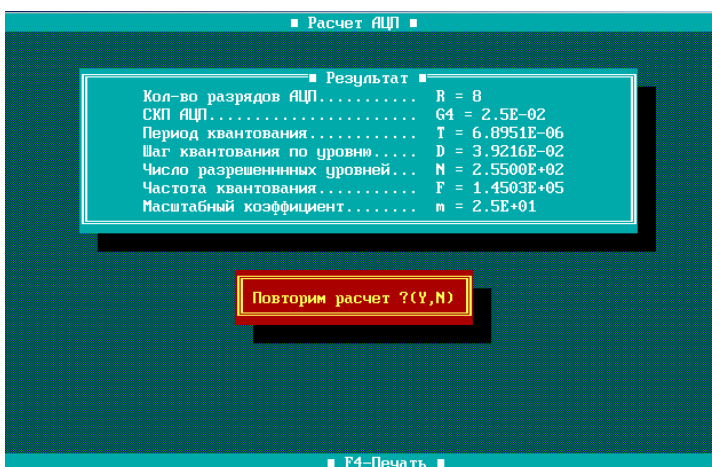 ■ Расчет АЦП ■
■ Результат ■
Кол-во разрядов АЦП........... R = 8
СКП АЦП....................... G4 = 2.5E-02
Период квантования............ T = 6.8951E-06
Шаг квантования по уровню..... D = 3.9216E-02
Число разрешеннных уровней... N = 2.5500E+02
Частота квантования........... F = 1.4503E+05
Масштабный коэффициент........ m = 2.5E+01
Повторим расчет ?(Y,N)
■ F4-Печать ■